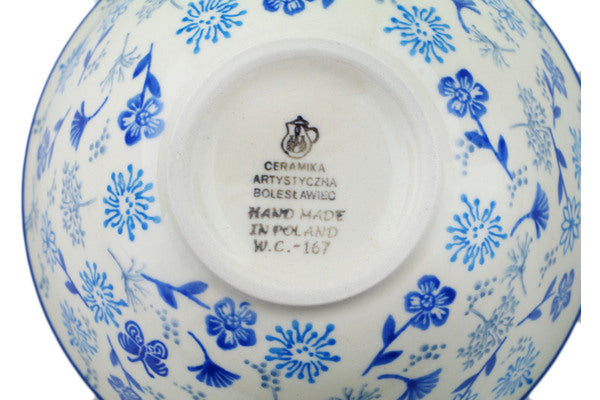 CERAMIKA
ARTYSTYCZNA
BOLESŁAWIEC
HAND MADE
IN POLAND
W.C.-167